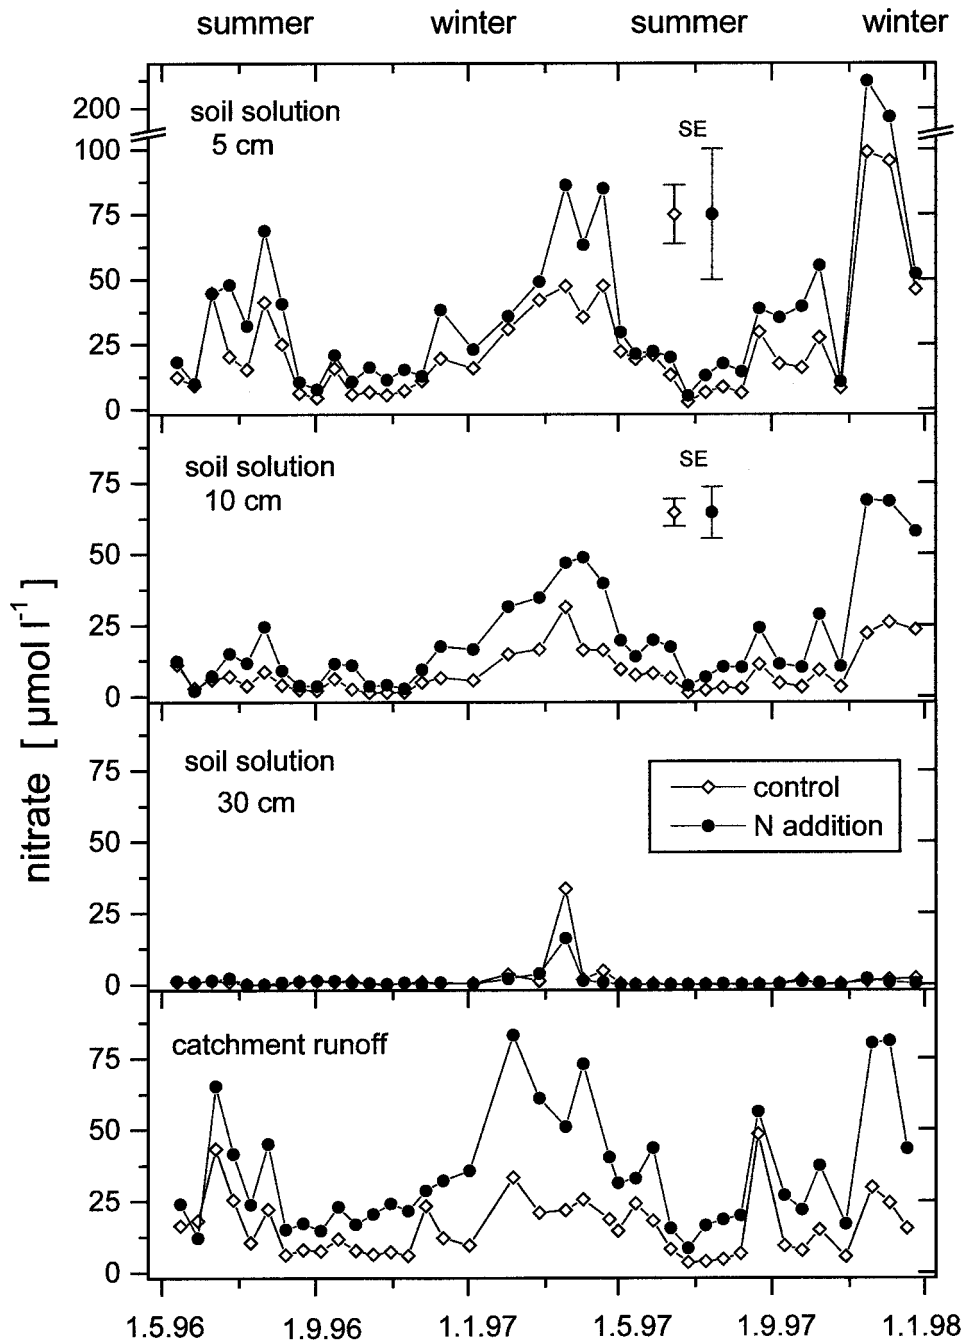 summer winter summer winter
soil solution
5 cm
SE
200
100
75
50
25
0
soil solution
10 cm
SE
75
50
25
0
soil solution
30 cm
control
N addition
75
50
25
0
catchment runoff
75
50
25
0
nitrate [ µmol l⁻¹ ]
1.5.96 1.9.96 1.1.97 1.5.97 1.9.97 1.1.98